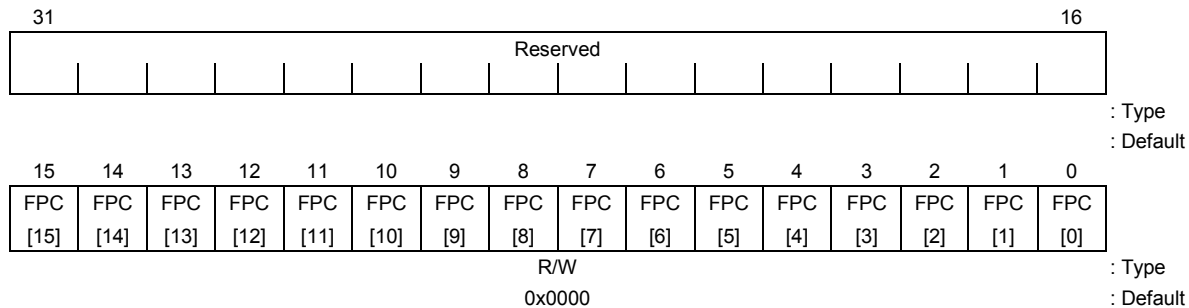 31 16
Reserved
: Type
: Default
15 14 13 12 11 10 9 8 7 6 5 4 3 2 1 0
FPC FPC FPC FPC FPC FPC FPC FPC FPC FPC FPC FPC FPC FPC FPC FPC
[15] [14] [13] [12] [11] [10] [9] [8] [7] [6] [5] [4] [3] [2] [1] [0]
R/W : Type
0x0000 : Default